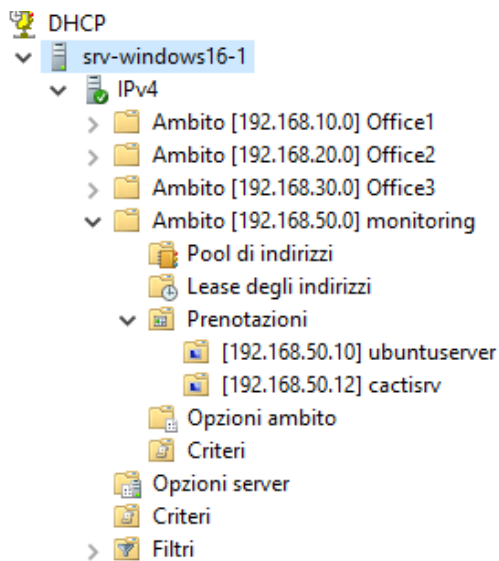 DHCP
srv-windows16-1
IPv4
Ambito [192.168.10.0] Office1
Ambito [192.168.20.0] Office2
Ambito [192.168.30.0] Office3
Ambito [192.168.50.0] monitoring
Pool di indirizzi
Lease degli indirizzi
Prenotazioni
[192.168.50.10] ubuntuserver
[192.168.50.12] cactisrv
Opzioni ambito
Criteri
Opzioni server
Criteri
Filtri